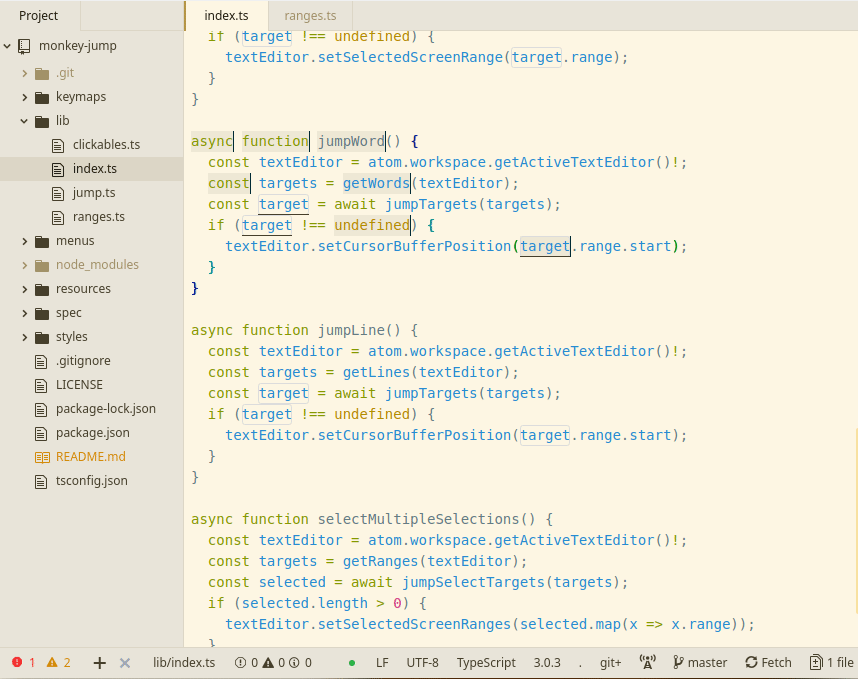 Project
index.ts
ranges.ts
monkey-jump
.git
keymaps
lib
clickables.ts
index.ts
jump.ts
ranges.ts
menus
node_modules
resources
spec
styles
.gitignore
LICENSE
package-lock.json
package.json
README.md
tsconfig.json
if (target !== undefined) {
textEditor.setSelectedScreenRange(target.range);
}
}
async function jumpWord() {
const textEditor = atom.workspace.getActiveTextEditor()!;
const targets = getWords(textEditor);
const target = await jumpTargets(targets);
if (target !== undefined) {
textEditor.setCursorBufferPosition(target.range.start);
}
}
async function jumpLine() {
const textEditor = atom.workspace.getActiveTextEditor()!;
const targets = getLines(textEditor);
const target = await jumpTargets(targets);
if (target !== undefined) {
textEditor.setCursorBufferPosition(target.range.start);
}
}
async function selectMultipleSelections() {
const textEditor = atom.workspace.getActiveTextEditor()!;
const targets = getRanges(textEditor);
const selected = await jumpSelectTargets(targets);
if (selected.length > 0) {
textEditor.setSelectedScreenRanges(selected.map(x => x.range));
}
1 2 lib/index.ts 0 0 0 LF UTF-8 TypeScript 3.0.3 . git+ master Fetch 1 file